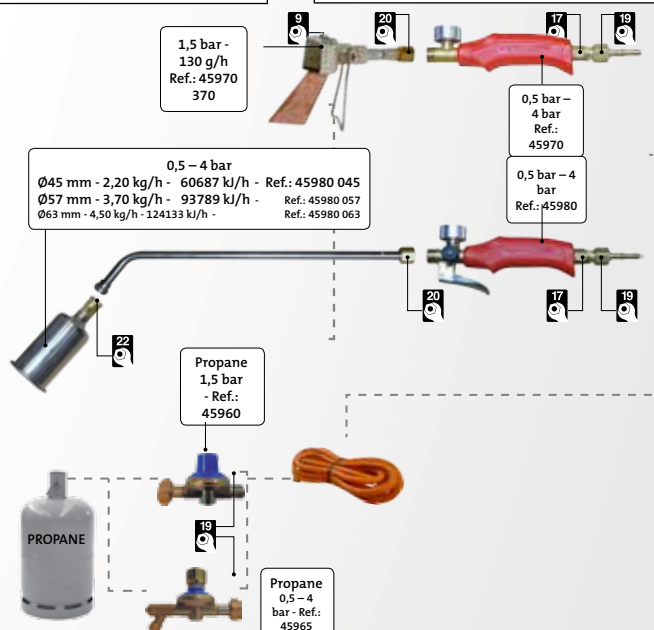 9
20
17
19
1,5 bar -
130 g/h
Ref.: 45970
370
0,5 bar –
4 bar
Ref.:
45970
0,5 – 4 bar
Ø45 mm - 2,20 kg/h - 60687 kJ/h - Ref.: 45980 045
Ø57 mm - 3,70 kg/h - 93789 kJ/h - Ref.: 45980 057
Ø63 mm - 4,50 kg/h - 124133 kJ/h - Ref.: 45980 063
0,5 bar – 4
bar
Ref.: 45980
20
17
19
22
Propane
1,5 bar
- Ref.:
45960
19
PROPANE
Propane
0,5 – 4
bar - Ref.:
45965